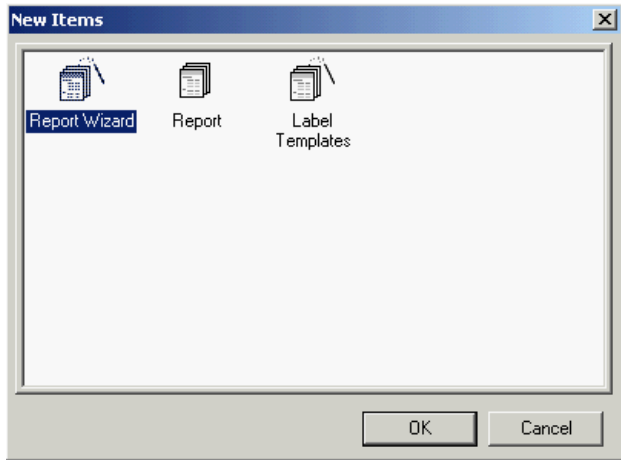 New Items
Report Wizard
Report
Label
Templates
OK
Cancel